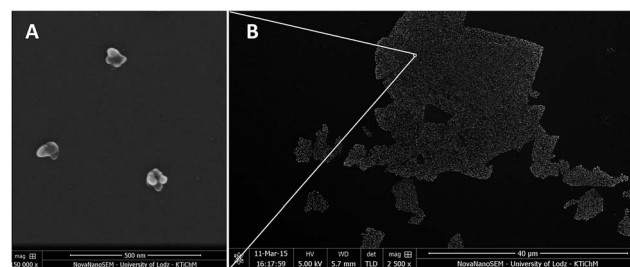 A
B
mag
50 000 x
500 nm
NovaNanoSEM - University of Lodz - KTiChM
11-Mar-15
16:17:59
HV
5.00 kV
WD
5.7 mm
det
TLD
mag
2 500 x
40 µm
NovaNanoSEM - University of Lodz - KTiChM